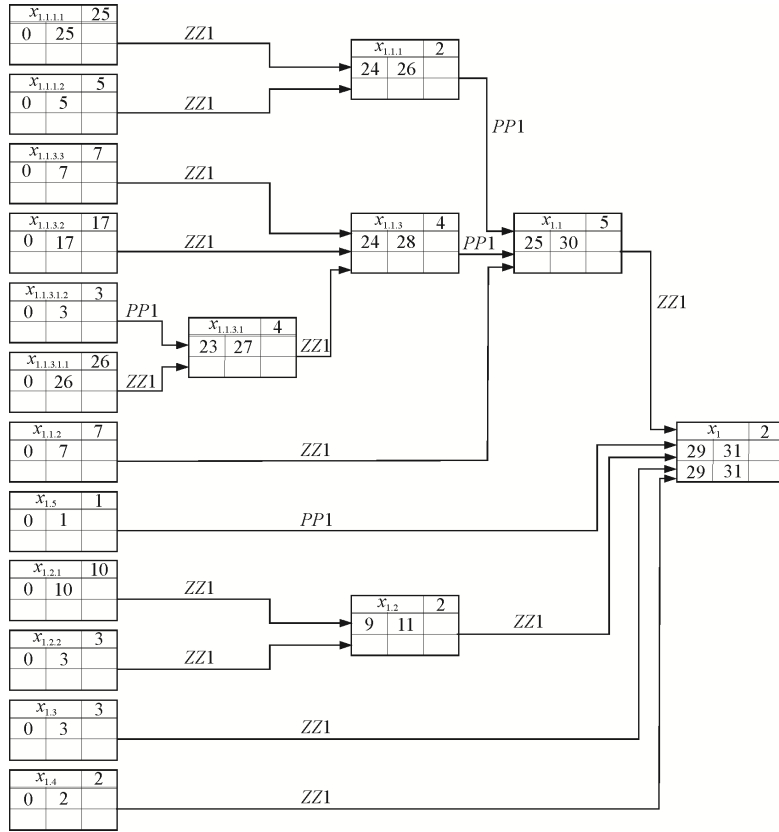 x1.1.1.1 25
0 25
ZZ1
x1.1.1 2
24 26
x1.1.1.2 5
0 5
ZZ1
PP1
x1.1.3.3 7
0 7
ZZ1
x1.1.3.2 17
0 17
ZZ1
x1.1.3 4
24 28
PP1
x1.1 5
25 30
x1.1.3.1.2 3
0 3
PP1
x1.1.3.1 4
23 27
ZZ1
ZZ1
x1.1.3.1.1 26
0 26
ZZ1
x1.1.2 7
0 7
ZZ1
x1 2
29 31
29 31
x1.5 1
0 1
PP1
x1.2.1 10
0 10
ZZ1
x1.2 2
9 11
ZZ1
x1.2.2 3
0 3
ZZ1
x1.3 3
0 3
ZZ1
x1.4 2
0 2
ZZ1